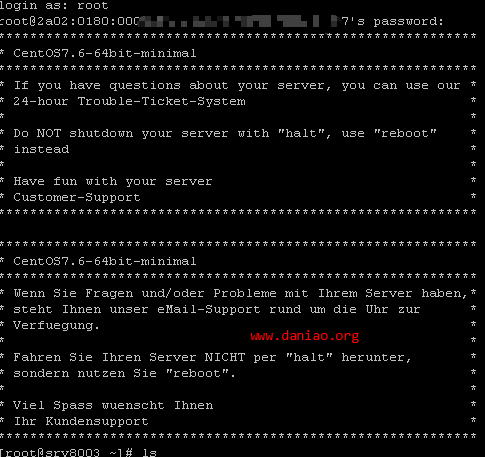 login as: root
root@2a02:0180:000 7's password:
****************************************************************
* CentOS7.6-64bit-minimal
****************************************************************
* If you have questions about your server, you can use our *
* 24-hour Trouble-Ticket-System *
* *
* Do NOT shutdown your server with "halt", use "reboot" *
* instead *
* *
* Have fun with your server *
* Customer-Support *
****************************************************************
****************************************************************
* CentOS7.6-64bit-minimal
****************************************************************
* Wenn Sie Fragen und/oder Probleme mit Ihrem Server haben,*
* steht Ihnen unser eMail-Support rund um die Uhr zur *
* Verfuegung. *
* www.daniao.org *
* Fahren Sie Ihren Server NICHT per "halt" herunter, *
* sondern nutzen Sie "reboot". *
* *
* Viel Spass wuenscht Ihnen *
* Ihr Kundensupport *
****************************************************************
[root@srv8003 ~]# ls